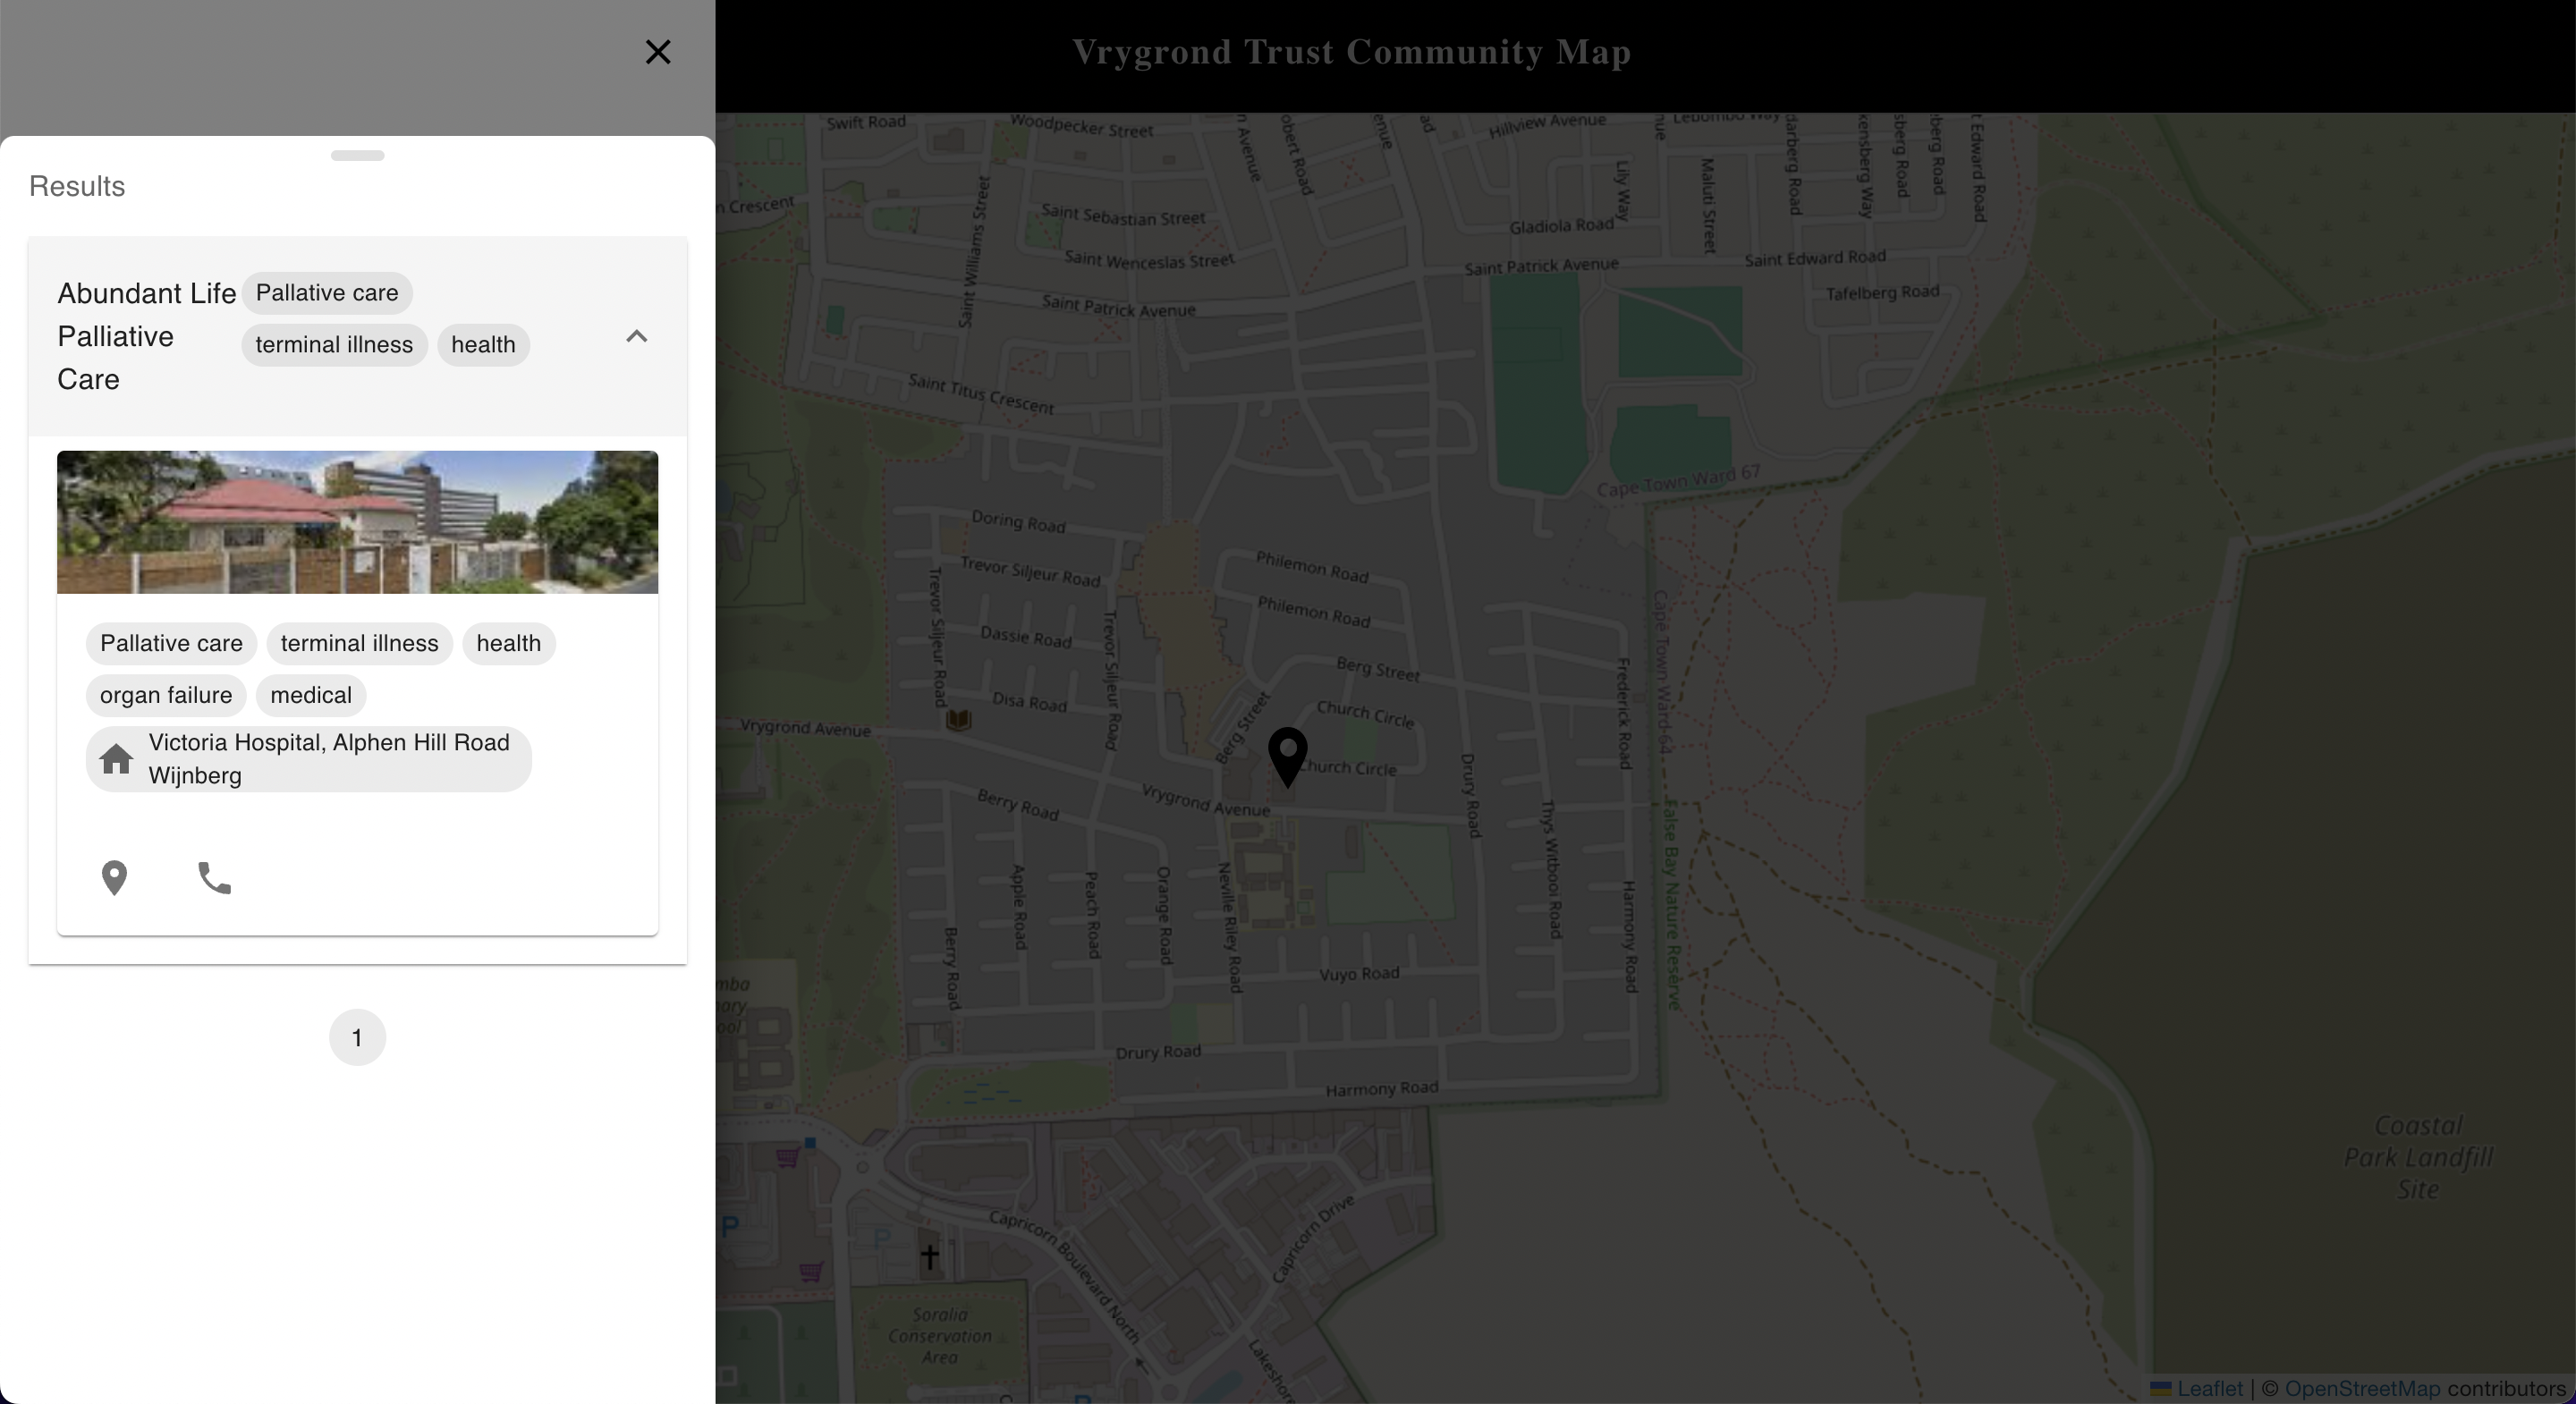 Vrygrond Trust Community Map
Results
Abundant Life
Palliative
Care
Pallative care
terminal illness
health
Pallative care
terminal illness
health
organ failure
medical
Victoria Hospital, Alphen Hill Road
Wijnberg
1
Swift Road
Woodpecker Street
Hillview Avenue
Saint Williams Street
Saint Sebastian Street
Saint Wenceslas Street
Saint Patrick Avenue
Saint Titus Crescent
Lily Way
Maluti Street
Gladiola Road
Saint Patrick Avenue
Saint Edward Road
Tafelberg Road
Cape Town Ward 67
Doring Road
Trevor Siljeur Road
Trevor Siljeur Road
Trevor Siljeur Road
Philemon Road
Philemon Road
Dassie Road
Disa Road
Berg Street
Berg Street
Church Circle
Church Circle
Frederick Road
Cape Town Ward 64
Vrygrond Avenue
Vrygrond Avenue
Berry Road
Drury Road
Thys Witbooi Road
False Bay Nature Reserve
Apple Road
Peach Road
Orange Road
Neville Riley Road
Harmony Road
Berry Road
Vuyo Road
Drury Road
Harmony Road
Coastal
Park Landfill
Site
P
P
Capricorn Boulevard North
Capricorn Drive
Soralia
Conservation
Area
Leaflet | © OpenStreetMap contributors